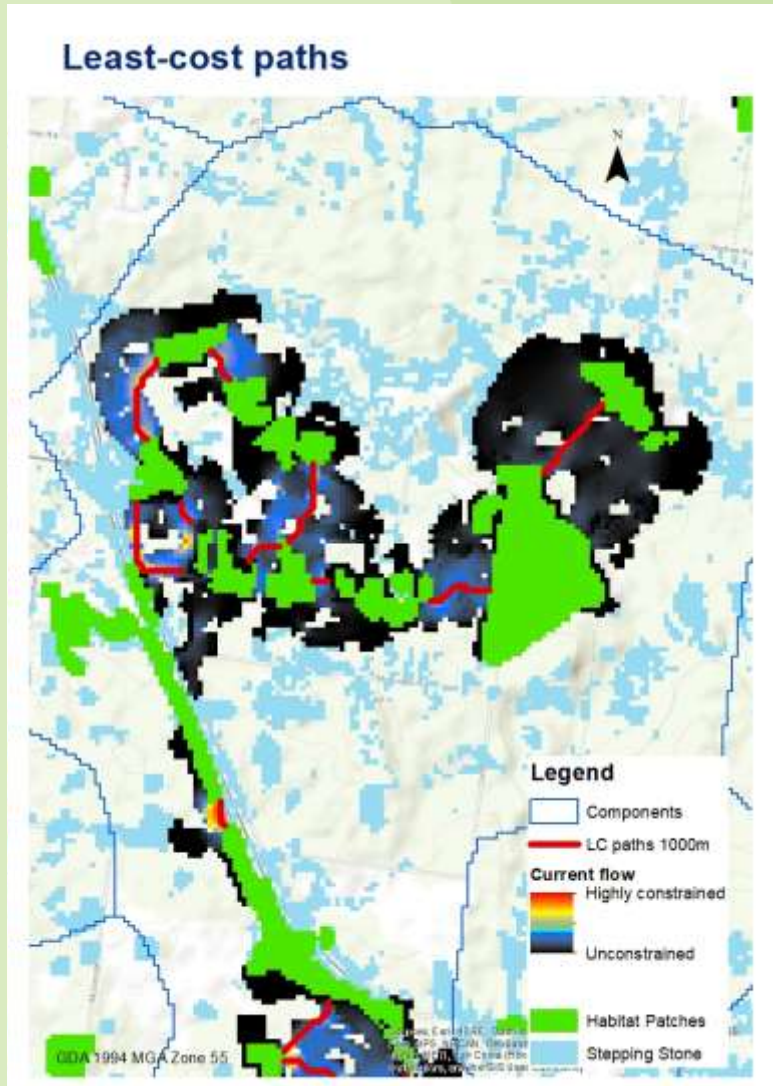 Least-cost paths
N
Legend
Components
LC paths 1000m
Current flow
Highly constrained
Unconstrained
Habitat Patches
Stepping Stone
GDA 1994 MGA Zone 55